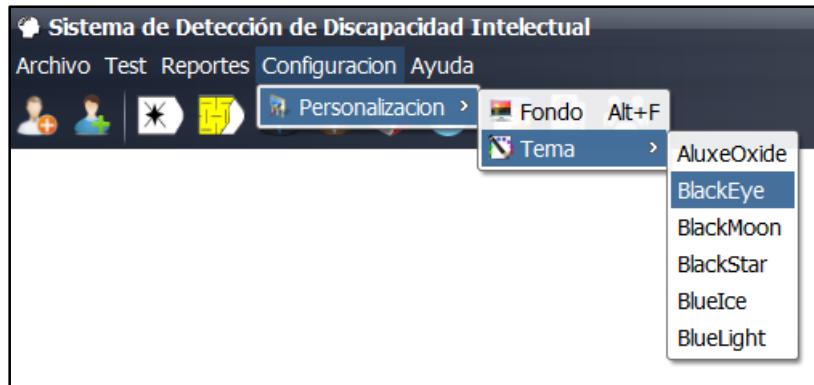 Sistema de Detección de Discapacidad Intelectual
Archivo Test Reportes Configuracion Ayuda
Personalizacion
Fondo Alt+F
Tema
AluxeOxide
BlackEye
BlackMoon
BlackStar
BlueIce
BlueLight